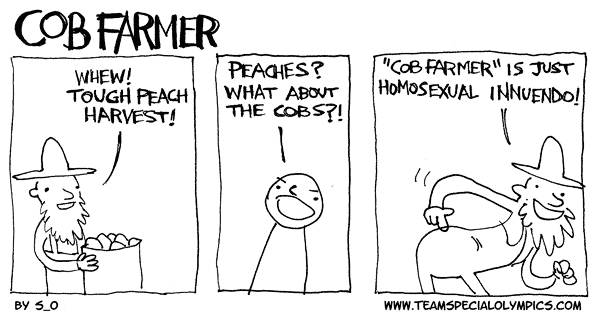 COB FARMER
WHEW!
TOUGH PEACH
HARVEST!
PEACHES?
WHAT ABOUT
THE COBS?!
"COB FARMER" IS JUST
HOMOSEXUAL INNUENDO!
BY S_O
WWW.TEAMSPECIALOLYMPICS.COM